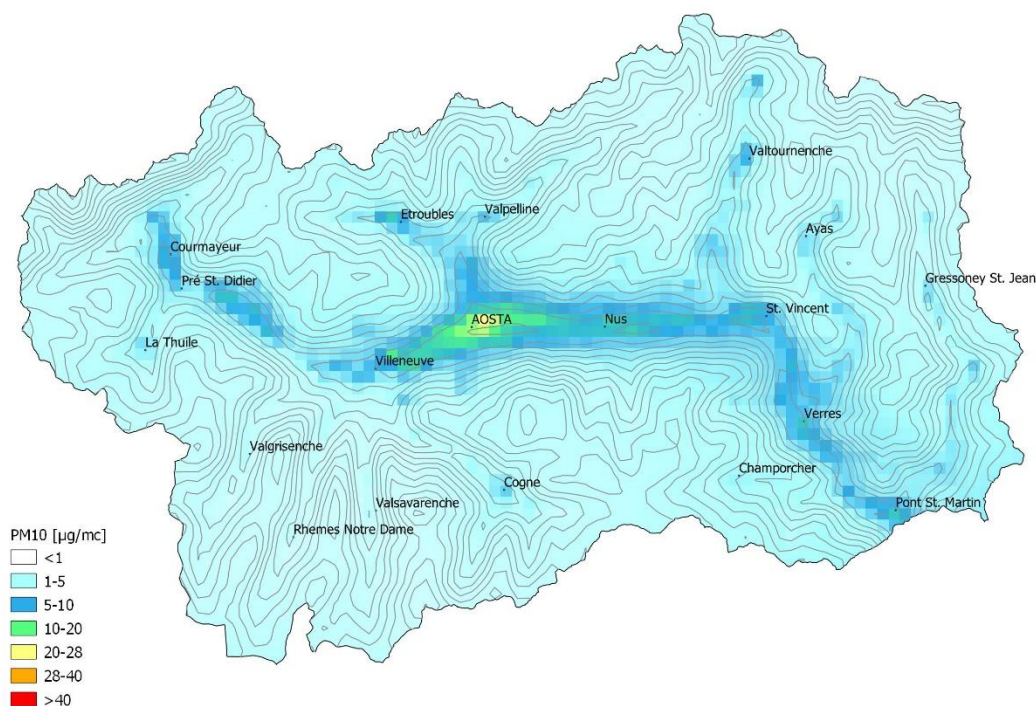 Valtournenche
Etroubles
Valpelline
Ayas
Courmayeur
Pré St. Didier
Gressoney St. Jean
AOSTA
Nus
St. Vincent
La Thuile
Villeneuve
Verres
Valgrisenche
Champorcher
Cogne
Valsavarenche
Pont St. Martin
Rhemes Notre Dame
PM10 [µg/mc]
<1
1-5
5-10
10-20
20-28
28-40
>40